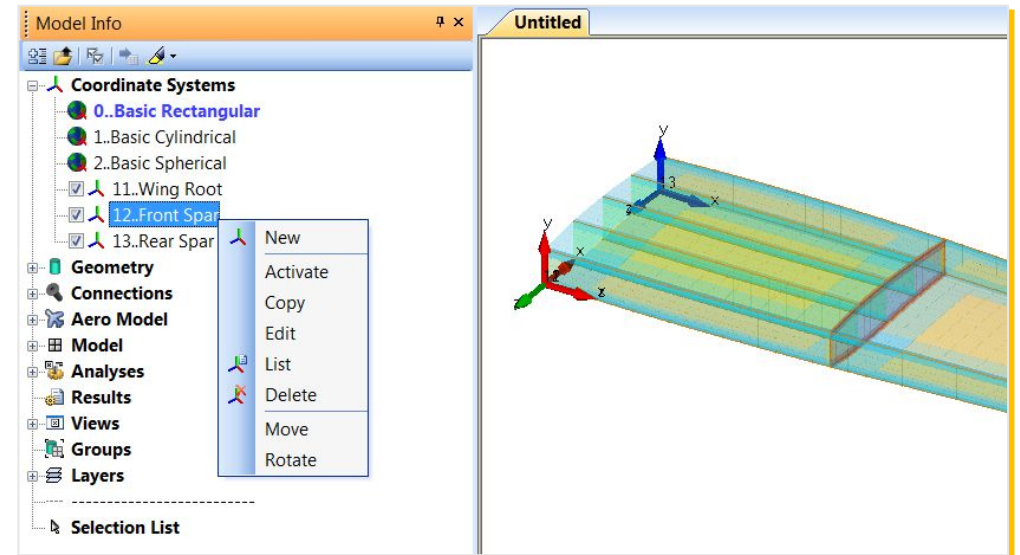 Model Info
Untitled
Coordinate Systems
0..Basic Rectangular
1..Basic Cylindrical
2..Basic Spherical
11..Wing Root
12..Front Spar
13..Rear Spar
New
Activate
Copy
Edit
List
Delete
Move
Rotate
Geometry
Connections
Aero Model
Model
Analyses
Results
Views
Groups
Layers
---------------------------
Selection List
y
3
x
z
y
x
z